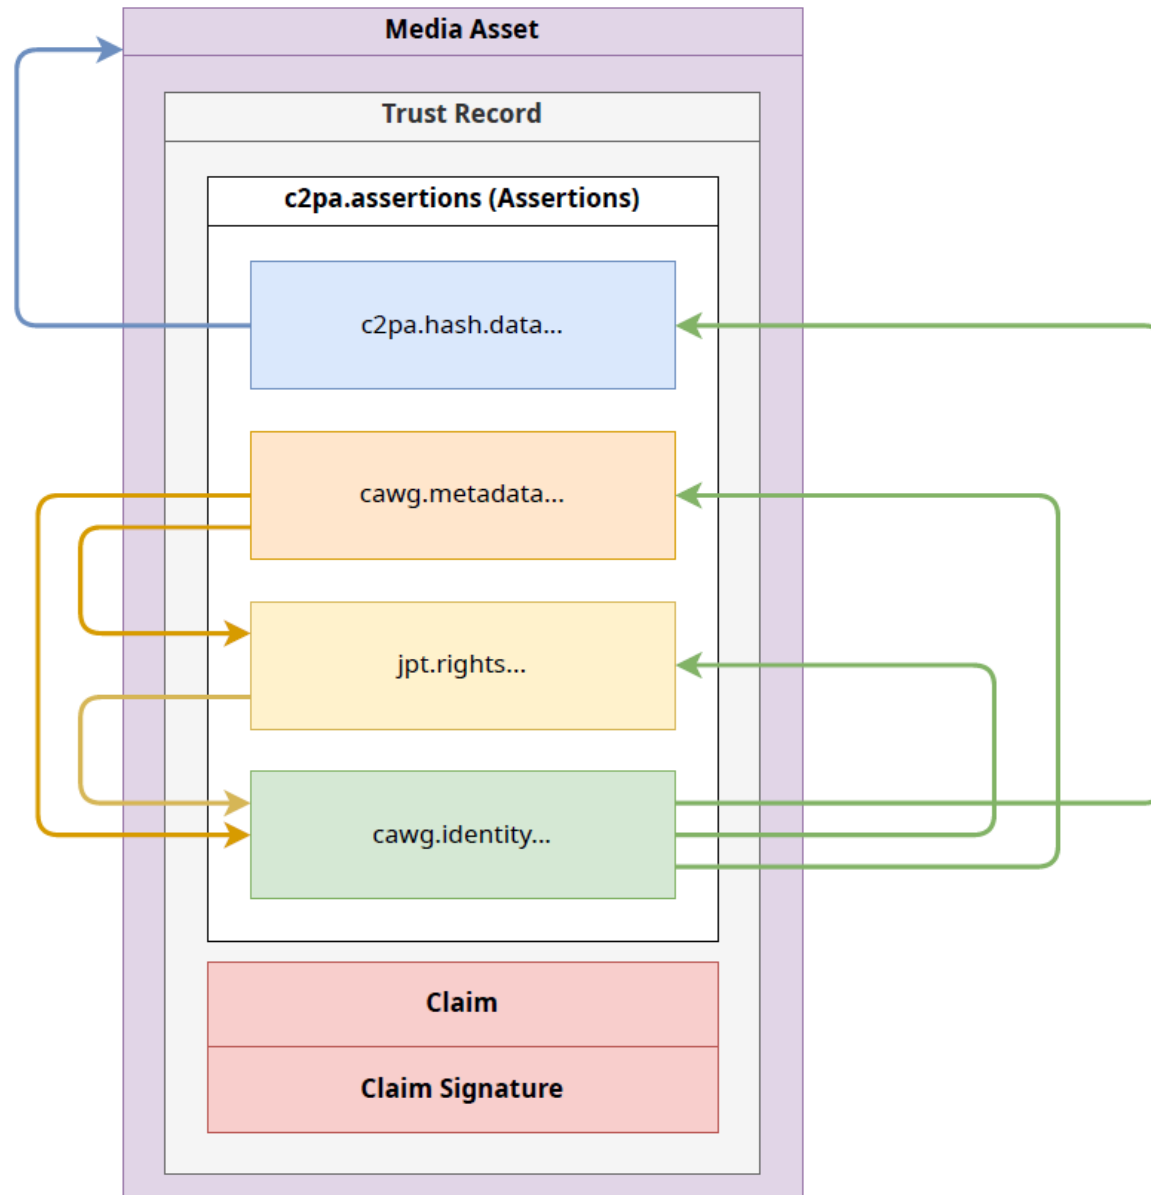 Media Asset
Trust Record
c2pa.assertions (Assertions)
c2pa.hash.data...
cawg.metadata...
jpt.rights...
cawg.identity...
Claim
Claim Signature